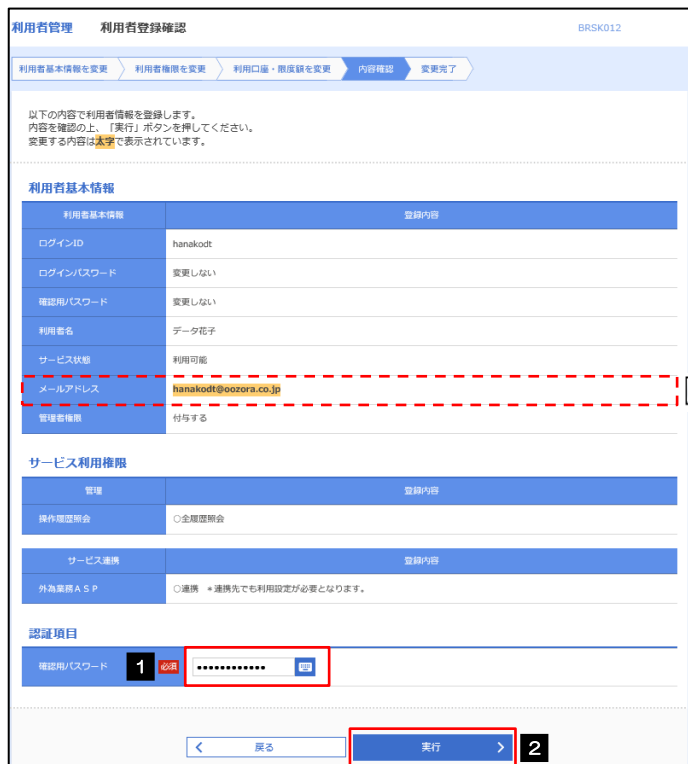 利用者管理 利用者登録確認 BRSK012
利用者基本情報を変更 利用者権限を変更 利用口座・限度額を変更 内容確認 変更完了
以下の内容で利用者情報を登録します。
内容を確認の上、「実行」ボタンを押してください。
変更する内容は太字で表示されています。
利用者基本情報
利用者基本情報 登録内容
ログインID hanakodt
ログインパスワード 変更しない
確認用パスワード 変更しない
利用者名 データ花子
サービス状態 利用可能
メールアドレス hanakodt@oozora.co.jp
管理者権限 付与する
サービス利用権限
管理 登録内容
操作履歴照会 ○全履歴照会
サービス連携 登録内容
外為業務ASP ○連携 *連携先でも利用設定が必要となります。
認証項目
確認用パスワード 1 必須 ••••••••••••
戻る 実行 2